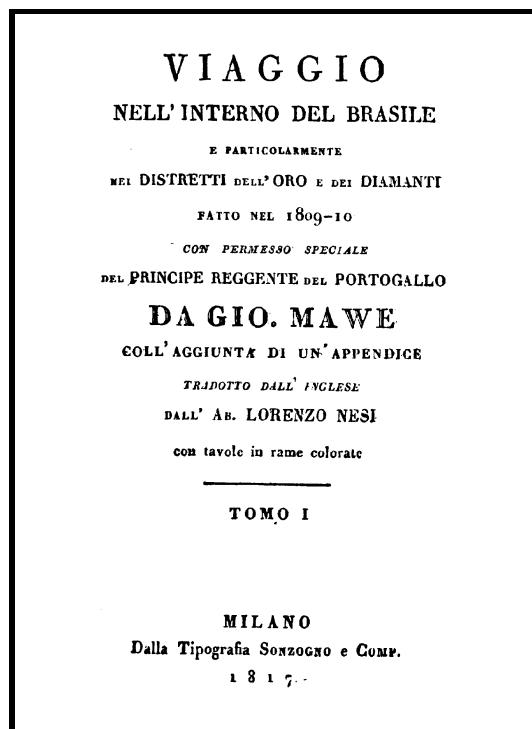 VIAGGIO
NELL' INTERNO DEL BRASILE
E PARTICOLARMENTE
NEI DISTRETTI DELL' ORO E DEI DIAMANTI
FATTO NEL 1809-10
CON PERMESSO SPECIALE
DEL PRINCIPE REGGENTE DEL PORTOGALLO
DA GIO. MAWE
COLL' AGGIUNTA DI UN' APPENDICE
TRADOTTO DALL' INGLESE
DALL' AB. LORENZO NESI
con tavole in rame colorate
TOMO I
MILANO
Dalla Tipografia SONZOGNO e COMP.
1817.